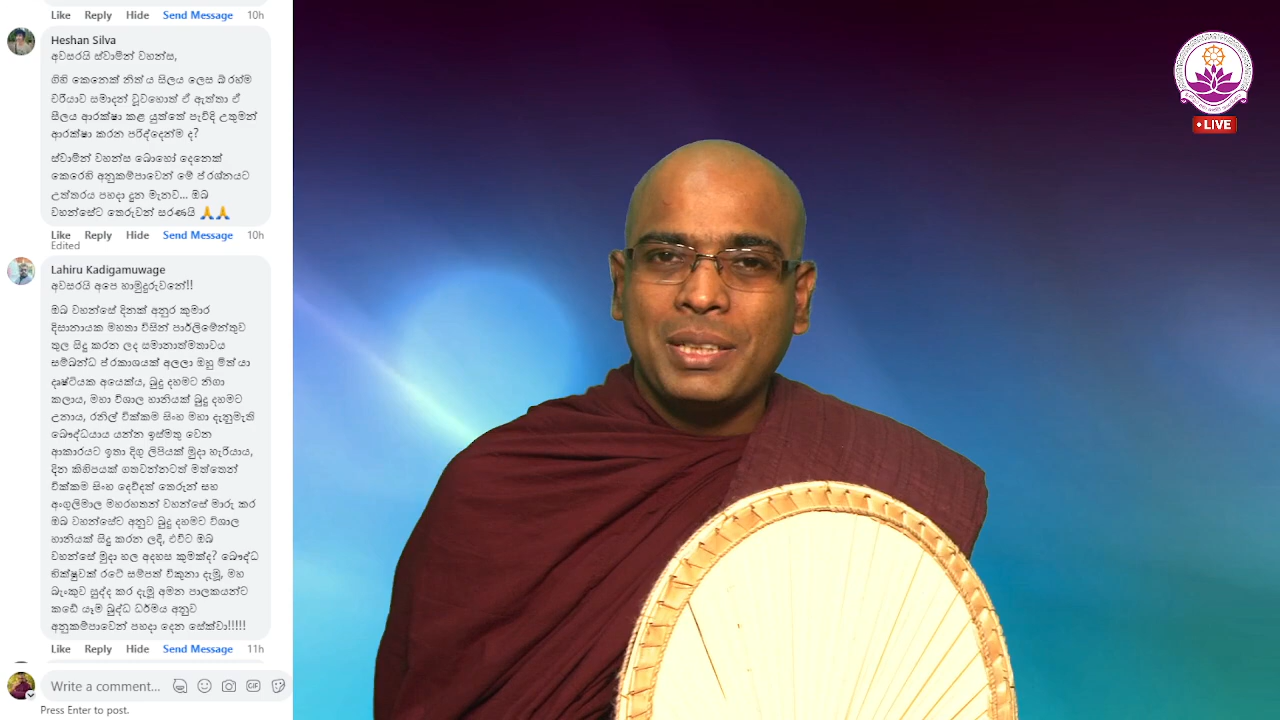 Like Reply Hide Send Message 10h
Heshan Silva
අවසරයි ස්වාමීන් වහන්ස,
ගිහි කෙනෙක් නිත්‍ය සීලය ලෙස බ්‍රහ්ම
චරියාව සමාදන් වූවහොත් ඒ ඇත්තා ඒ
සීලය ආරක්ෂා කළ යුත්තේ පැවිදි උතුමන්
ආරක්ෂා කරන පරිද්දෙන්ම ද?
ස්වාමීන් වහන්ස බොහෝ දෙනෙක්
කෙරෙහි අනුකම්පාවෙන් මේ ප්‍රශ්නයට
උත්තරය පහදා දුන මැනව... ඔබ
වහන්සේට තෙරුවන් සරණයි 🙏🙏
Like Reply Hide Send Message 10h
Edited
Lahiru Kadigamuwage
අවසරයි අපෙ හාමුදුරුවනේ!!
ඔබ වහන්සේ දිනක් අනුර කුමාර
දිසානායක මහතා විසින් පාර්ලිමේන්තුව
තුල සිදු කරන ලද සමානාත්මතාවය
සම්බන්ධ ප්‍රකාශයක් අලලා ඔහු මිත්‍යා
දෘෂ්ටියක අයෙක්ය, බුදු දහමට නිගා
කලාය, මහා විශාල හානියක් බුදු දහමට
උනාය, රනිල් වික්කම සිංහ මහා දැනුමැති
බෞද්ධයාය යන්න ඉස්මතු වෙන
ආකාරයට ඉතා දිගු ලිපියක් මුදා හැරියාය,
දින කිහිපයක් ගතවන්නටත් මත්තෙන්
වික්කම සිංහ දෙව්දත් තෙරුන් සහ
අංගුලිමාල මහරහතන් වහන්සේ මාරු කර
ඔබ වහන්සේට අනුව බුදු දහමට විශාල
හානියක් සිදු කරන ලදි, එවිට ඔබ
වහන්සේ මුදා හල අදහස කුමක්ද? බෞද්ධ
භික්ෂුවක් රටේ සම්පත් විකුනා දැමූ, මහ
බැංකුව සුද්ද කර දැමූ අමන පාලකයන්ට
කඩේ යෑම බුද්ධ ධර්මය අනුව
අනුකම්පාවෙන් පහදා දෙන සේක්වා!!!!!
Like Reply Hide Send Message 11h
Write a comment...
GIF
Press Enter to post.
• LIVE